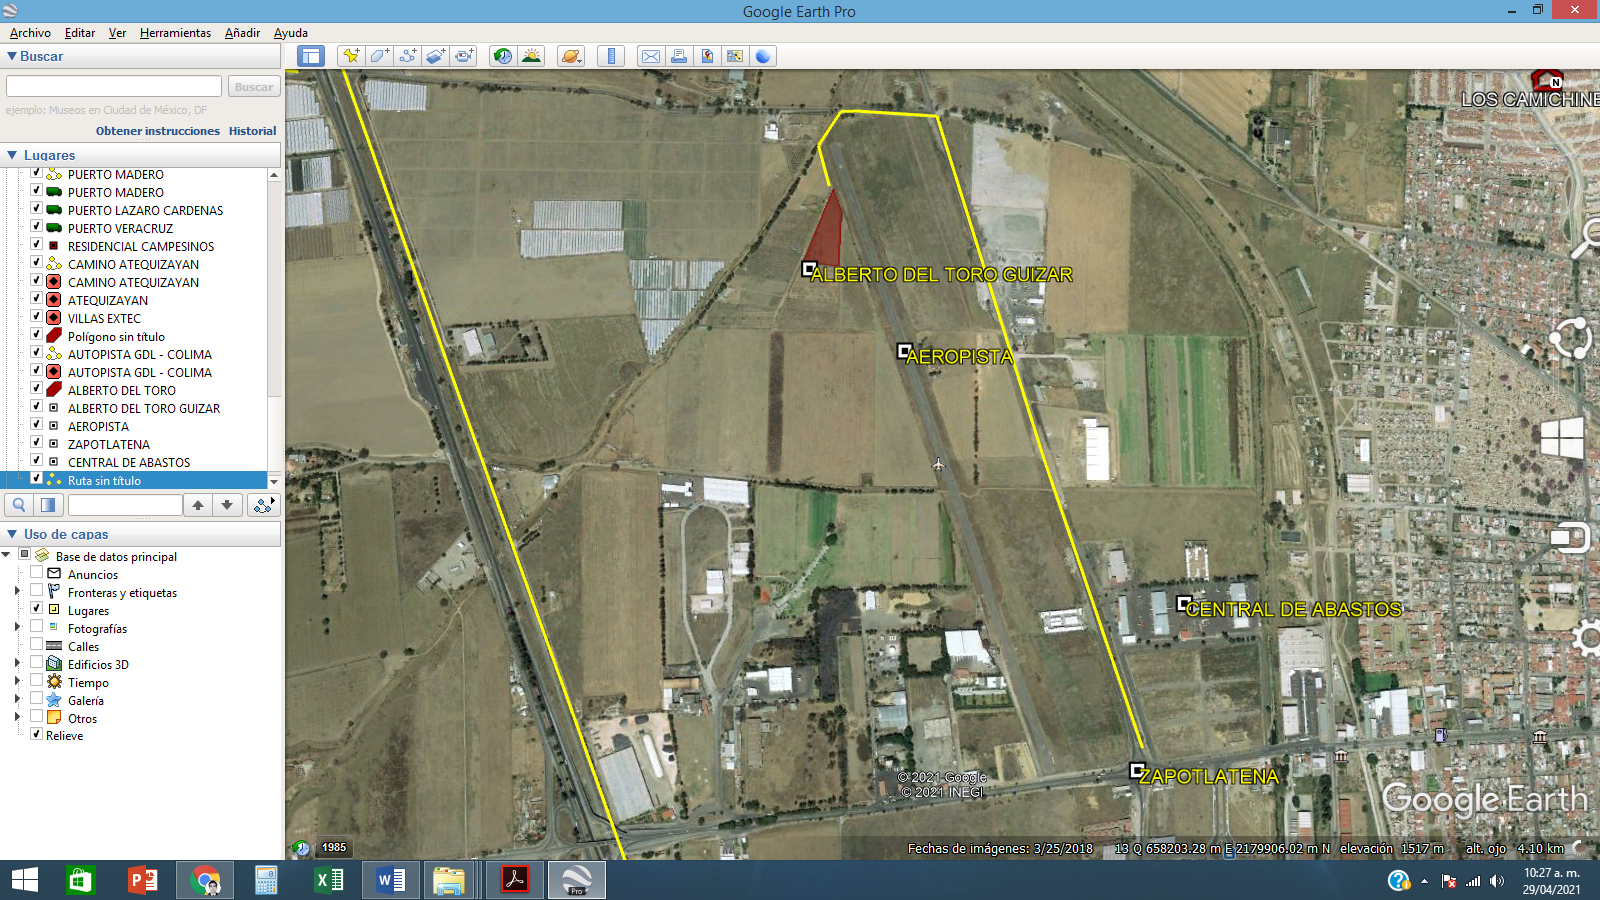 Google Earth Pro
Archivo Editar Ver Herramientas Añadir Ayuda
Buscar
Buscar
ejemplo: Museos en Ciudad de México, DF
Obtener instrucciones Historial
Lugares
PUERTO MADERO
PUERTO MADERO
PUERTO LAZARO CARDENAS
PUERTO VERACRUZ
RESIDENCIAL CAMPESINOS
CAMINO ATEQUIZAYAN
CAMINO ATEQUIZAYAN
ATEQUIZAYAN
VILLAS EXTEC
Polígono sin título
AUTOPISTA GDL - COLIMA
AUTOPISTA GDL - COLIMA
ALBERTO DEL TORO
ALBERTO DEL TORO GUIZAR
AEROPISTA
ZAPOTLATENA
CENTRAL DE ABASTOS
Ruta sin título
Uso de capas
Base de datos principal
Anuncios
Fronteras y etiquetas
Lugares
Fotografías
Calles
Edificios 3D
Tiempo
Galería
Otros
Relieve
N
LOS CAMICHINE
ALBERTO DEL TORO GUIZAR
AEROPISTA
CENTRAL DE ABASTOS
ZAPOTLATENA
© 2021 Google
© 2021 INEGI
Google Earth
1985
Fechas de imágenes: 3/25/2018 13 Q 658203.28 m E 2179906.02 m N elevación 1517 m alt. ojo 4.10 km
Pro
10:27 a. m.
29/04/2021